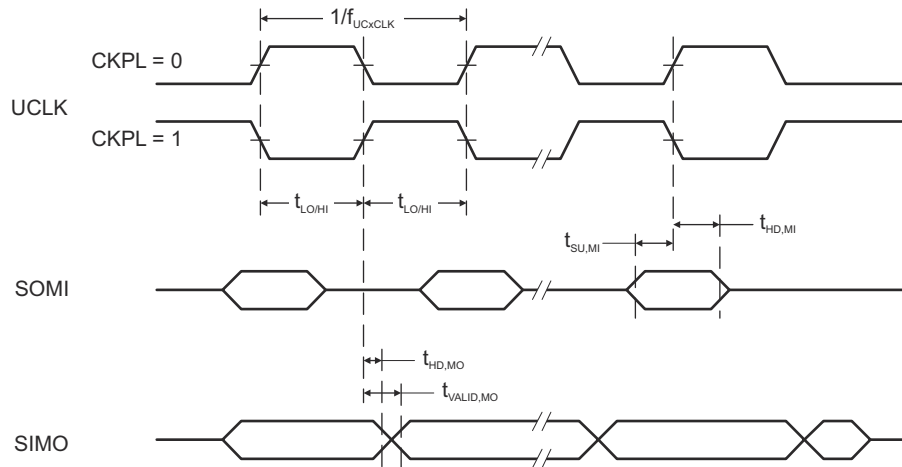 1/fUCxCLK
CKPL = 0
UCLK
CKPL = 1
tLO/HI tLO/HI
tSU,MI tHD,MI
SOMI
tHD,MO
tVALID,MO
SIMO